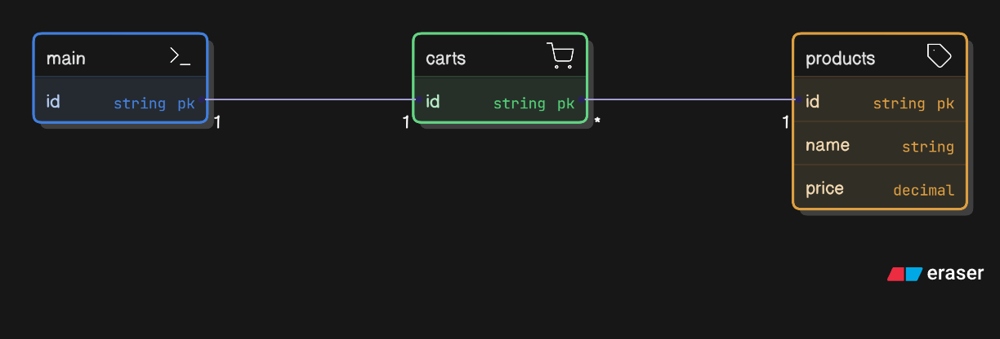 main
id string pk
1
carts
id string pk
1
*
products
id string pk
1
name string
price decimal
eraser